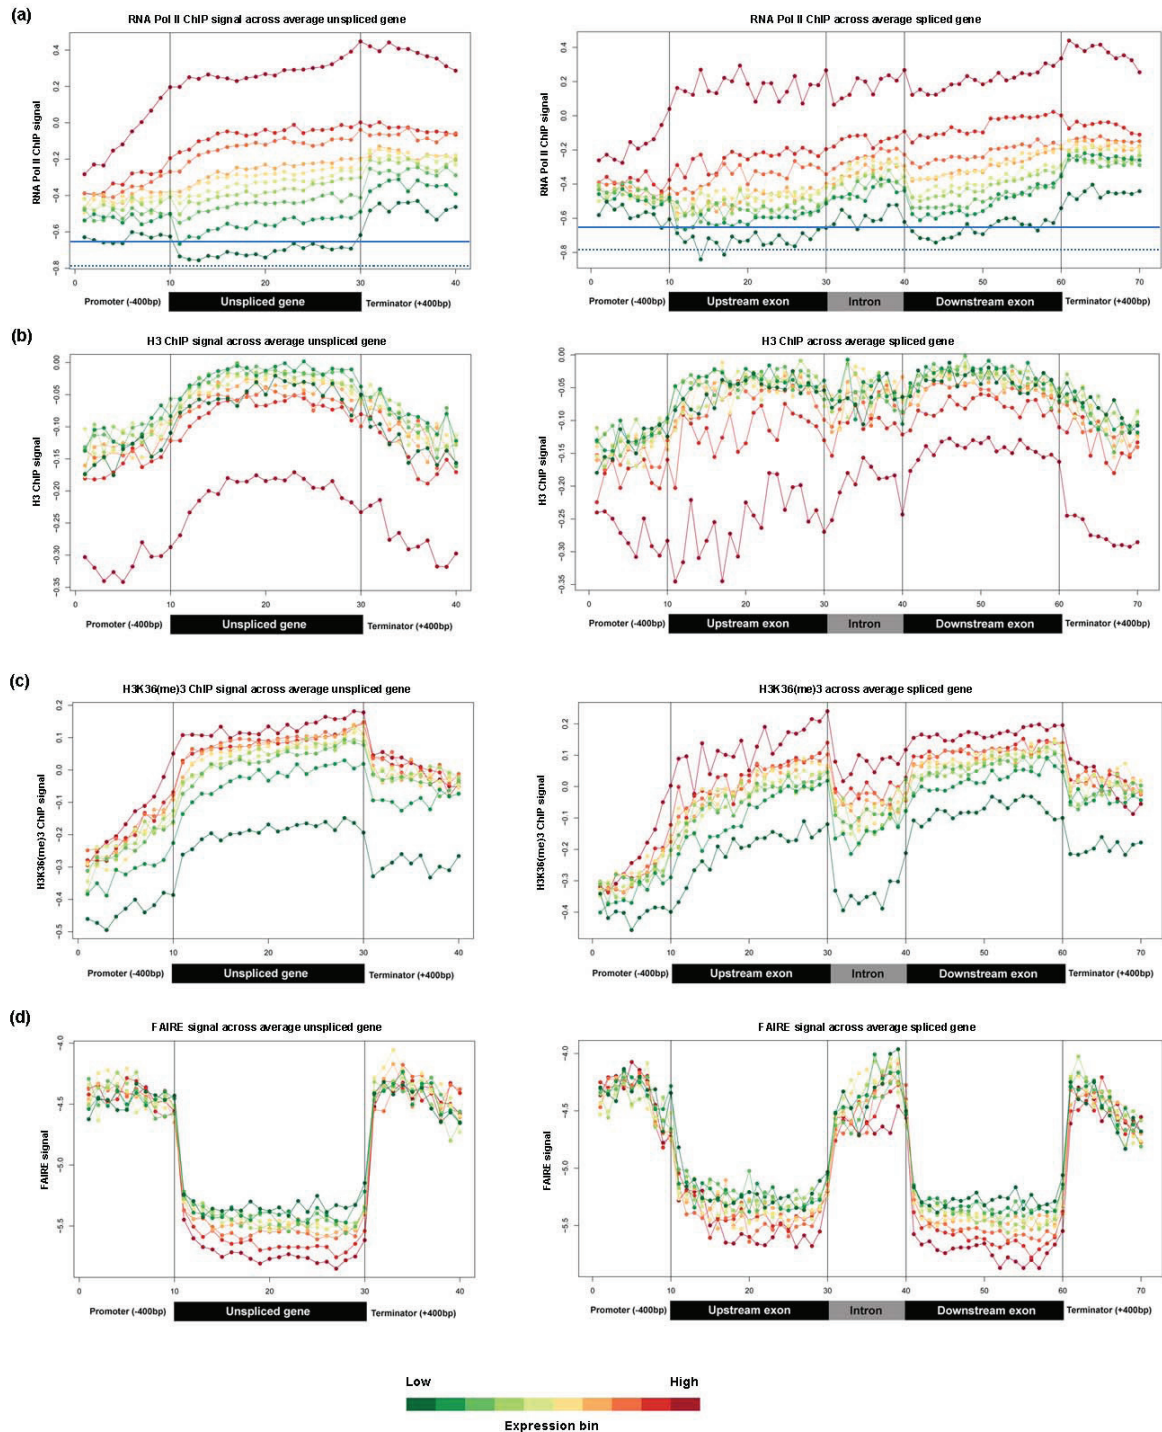 (a)
RNA Pol II ChIP signal across average unspliced gene
RNA Pol II ChIP across average spliced gene
RNA Pol II ChIP signal
0.4
0.2
0.0
−0.2
−0.4
−0.6
−0.8
0 10 20 30 40
Promoter (-400bp) Unspliced gene Terminator (+400bp)
RNA Pol II ChIP signal
0.4
0.2
0.0
−0.2
−0.4
−0.6
−0.8
0 10 20 30 40 50 60 70
Promoter (-400bp) Upstream exon Intron Downstream exon Terminator (+400bp)
(b)
H3 ChIP signal across average unspliced gene
H3 ChIP across average spliced gene
H3 ChIP signal
0.00
−0.05
−0.10
−0.15
−0.20
−0.25
−0.30
−0.35
0 10 20 30 40
Promoter (-400bp) Unspliced gene Terminator (+400bp)
H3 ChIP signal
0.00
−0.05
−0.10
−0.15
−0.20
−0.25
−0.30
−0.35
0 10 20 30 40 50 60 70
Promoter (-400bp) Upstream exon Intron Downstream exon Terminator (+400bp)
(c)
H3K36(me)3 ChIP signal across average unspliced gene
H3K36(me)3 across average spliced gene
H3K36(me)3 ChIP signal
0.2
0.1
0.0
−0.1
−0.2
−0.3
−0.4
−0.5
0 10 20 30 40
Promoter (-400bp) Unspliced gene Terminator (+400bp)
H3K36(me)3 ChIP signal
0.2
0.1
0.0
−0.1
−0.2
−0.3
−0.4
0 10 20 30 40 50 60 70
Promoter (-400bp) Upstream exon Intron Downstream exon Terminator (+400bp)
(d)
FAIRE signal across average unspliced gene
FAIRE signal across average spliced gene
FAIRE signal
−4.0
−4.5
−5.0
−5.5
0 10 20 30 40
Promoter (-400bp) Unspliced gene Terminator (+400bp)
FAIRE signal
−4.0
−4.5
−5.0
−5.5
0 10 20 30 40 50 60 70
Promoter (-400bp) Upstream exon Intron Downstream exon Terminator (+400bp)
Low High
Expression bin